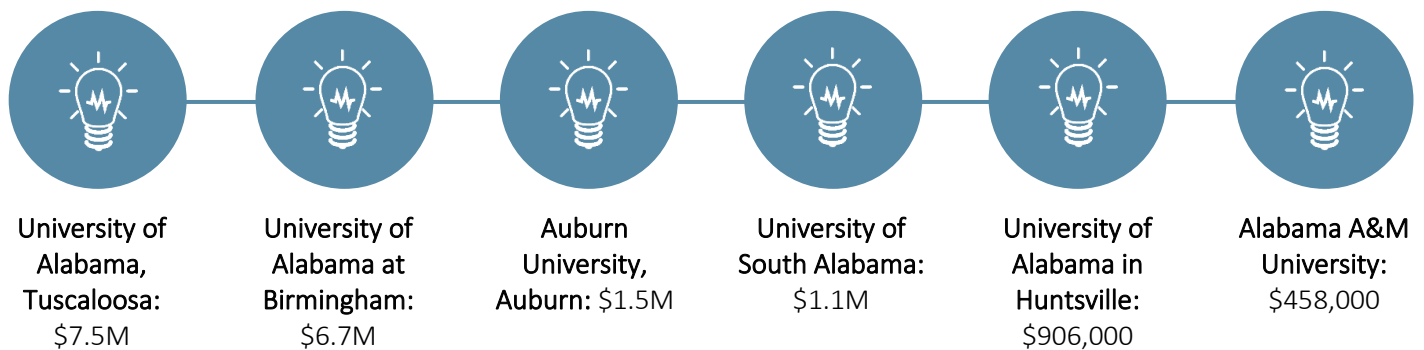 University of
Alabama,
Tuscaloosa:
$7.5M
University of
Alabama at
Birmingham:
$6.7M
Auburn
University,
Auburn: $1.5M
University of
South Alabama:
$1.1M
University of
Alabama in
Huntsville:
$906,000
Alabama A&M
University:
$458,000